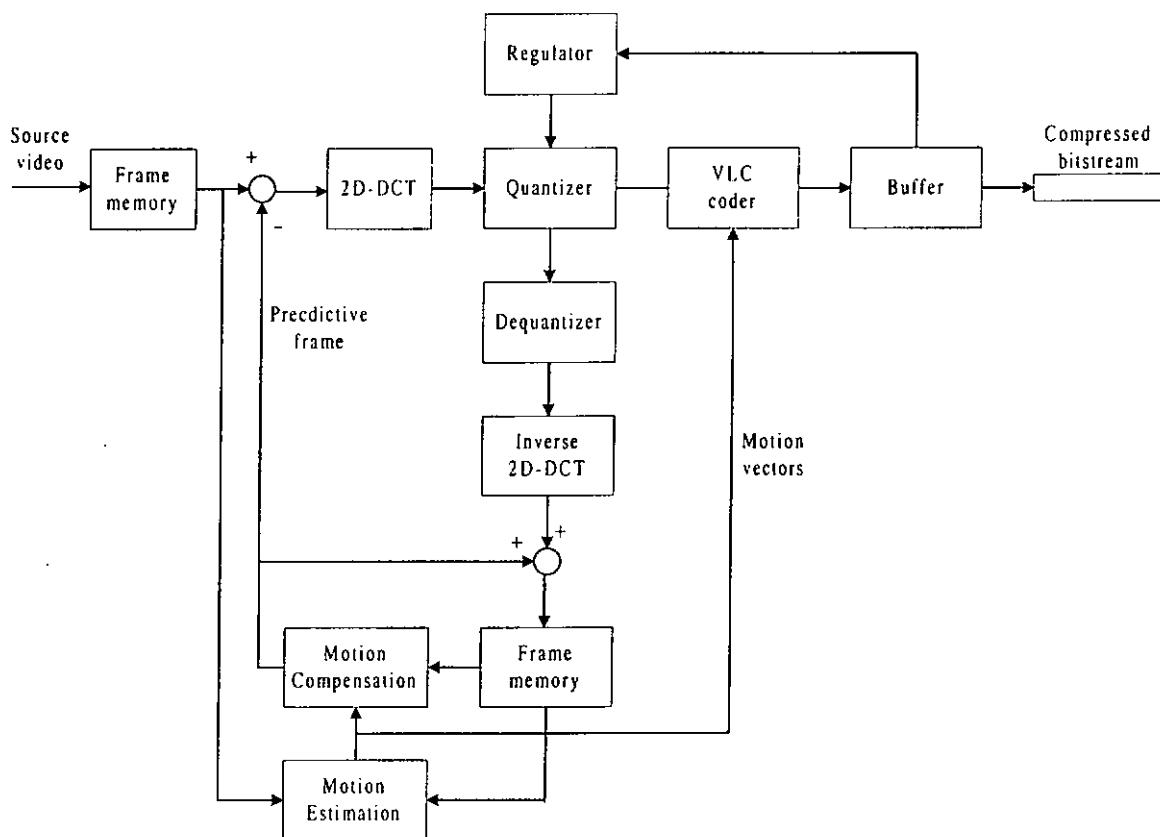 Regulator
Source
video
Frame
memory
+
-
2D-DCT
Quantizer
VLC
coder
Buffer
Compressed
bitstream
Precdictive
frame
Dequantizer
Inverse
2D-DCT
Motion
vectors
+
+
Motion
Compensation
Frame
memory
Motion
Estimation